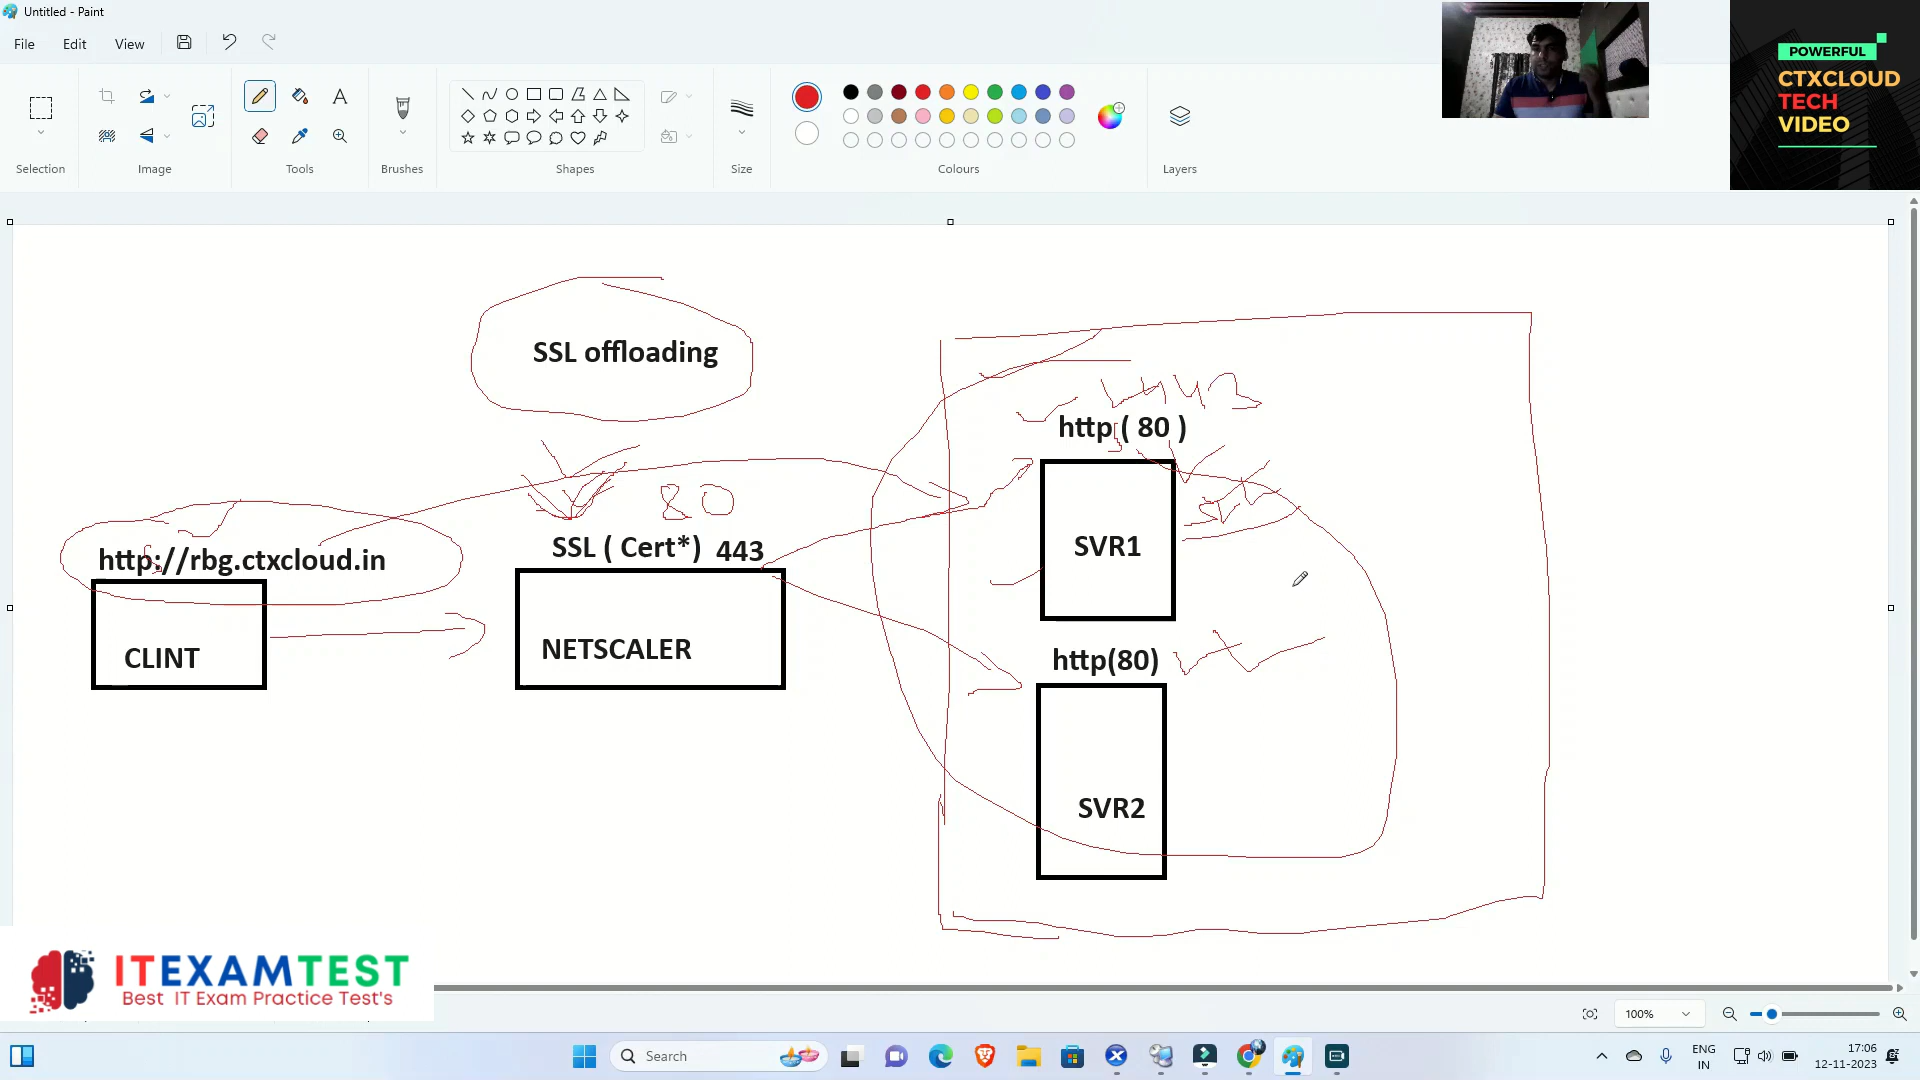 Untitled - Paint
File Edit View
POWERFUL
CTXCLOUD
TECH
VIDEO
Selection Image Tools Brushes Shapes Size Colours Layers
SSL offloading
http ( 80 )
80
SSL ( Cert*) 443
http://rbg.ctxcloud.in
SVR1
CLINT
NETSCALER
http(80)
SVR2
ITEXAMTEST
Best IT Exam Practice Test's
100%
Search
ENG
IN
17:06
12-11-2023